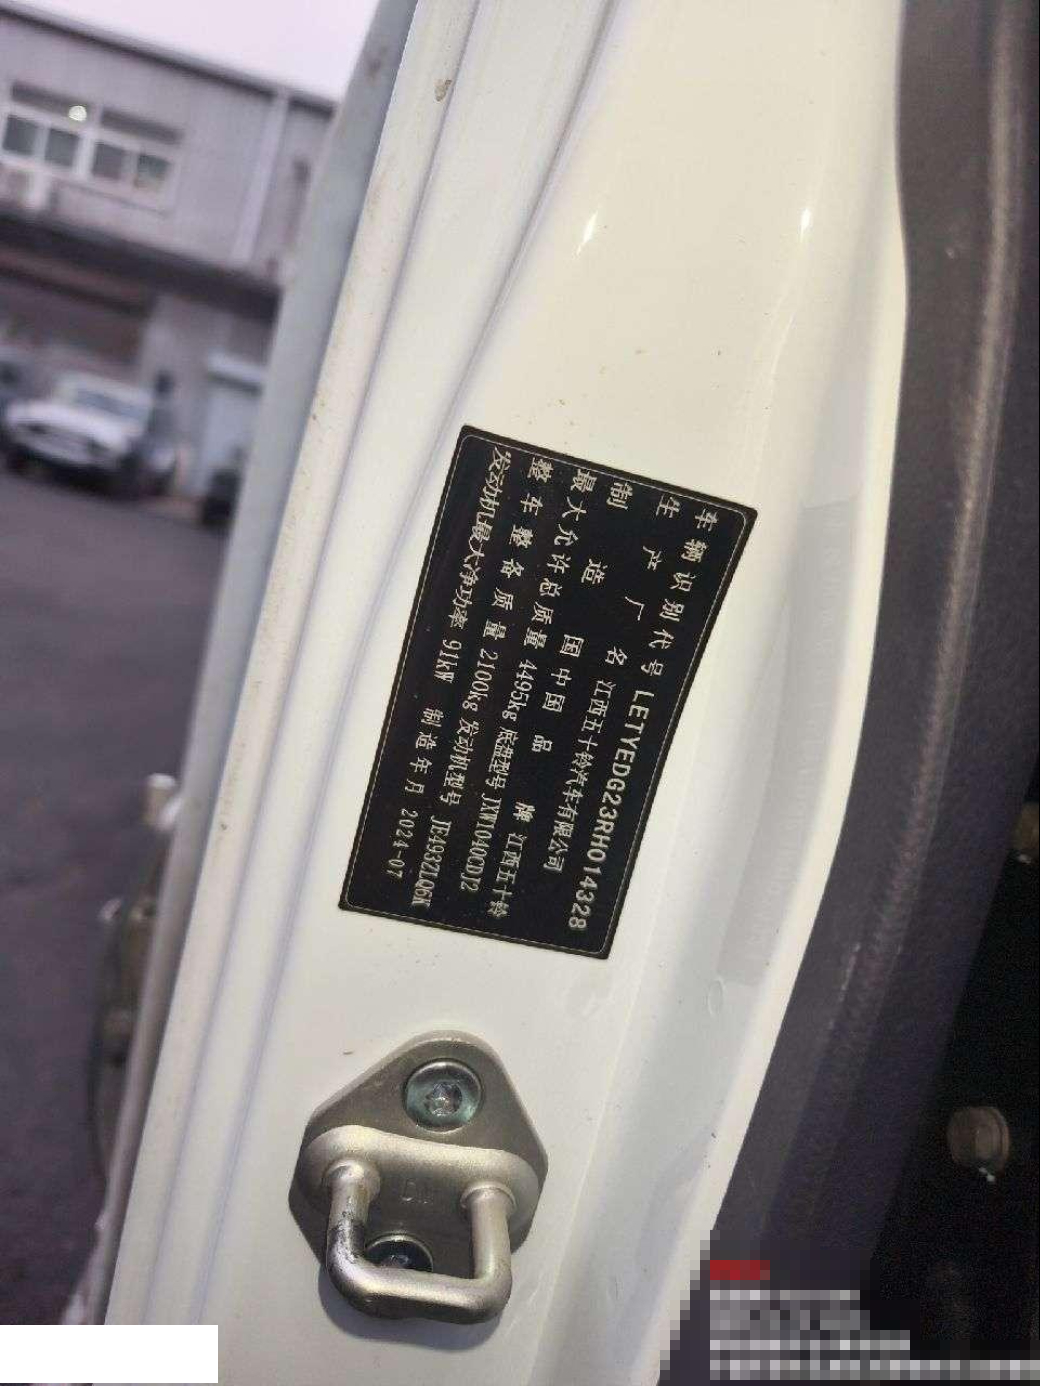 车辆识别代号 LETYEDG23RH014328
生产厂名 江西五十铃汽车有限公司
制造国 中国 品牌 江西五十铃
最大允许总质量 4495kg 底盘型号 JXW1040CDJ2
整车整备质量 2100kg 发动机型号 JE493ZLQ6K
发动机最大净功率 91kW 制造年月 2024-07